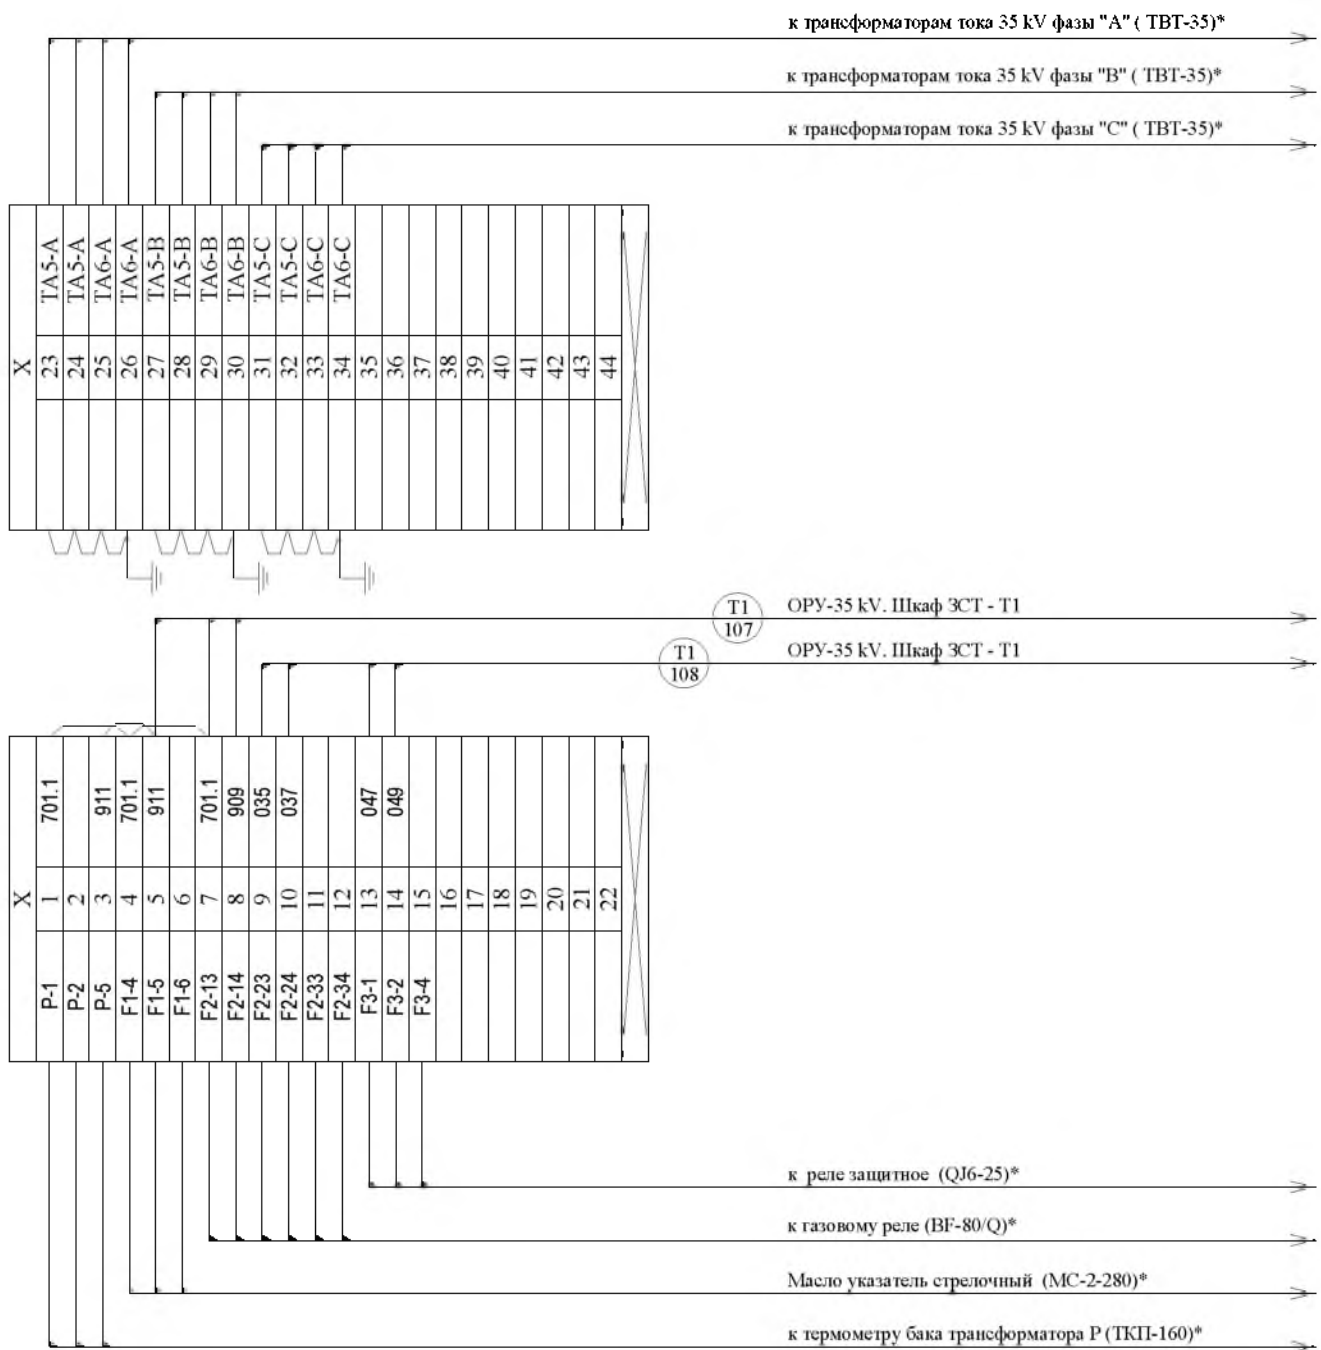 к трансформаторам тока 35 kV фазы "А" ( ТВТ-35)*
к трансформаторам тока 35 kV фазы "В" ( ТВТ-35)*
к трансформаторам тока 35 kV фазы "С" ( ТВТ-35)*
TA5-A
TA5-A
TA6-A
TA6-A
TA5-B
TA5-B
TA6-B
TA6-B
TA5-C
TA5-C
TA6-C
TA6-C
X
23
24
25
26
27
28
29
30
31
32
33
34
35
36
37
38
39
40
41
42
43
44
Т1
107
ОРУ-35 kV. Шкаф ЗСТ - Т1
Т1
108
ОРУ-35 kV. Шкаф ЗСТ - Т1
701.1
911
701.1
911
701.1
909
035
037
047
049
X
1
2
3
4
5
6
7
8
9
10
11
12
13
14
15
16
17
18
19
20
21
22
P-1
P-2
P-5
F1-4
F1-5
F1-6
F2-13
F2-14
F2-23
F2-24
F2-33
F2-34
F3-1
F3-2
F3-4
к реле защитное (QJ6-25)*
к газовому реле (BF-80/Q)*
Масло указатель стрелочный (МС-2-280)*
к термометру бака трансформатора Р (ТКП-160)*